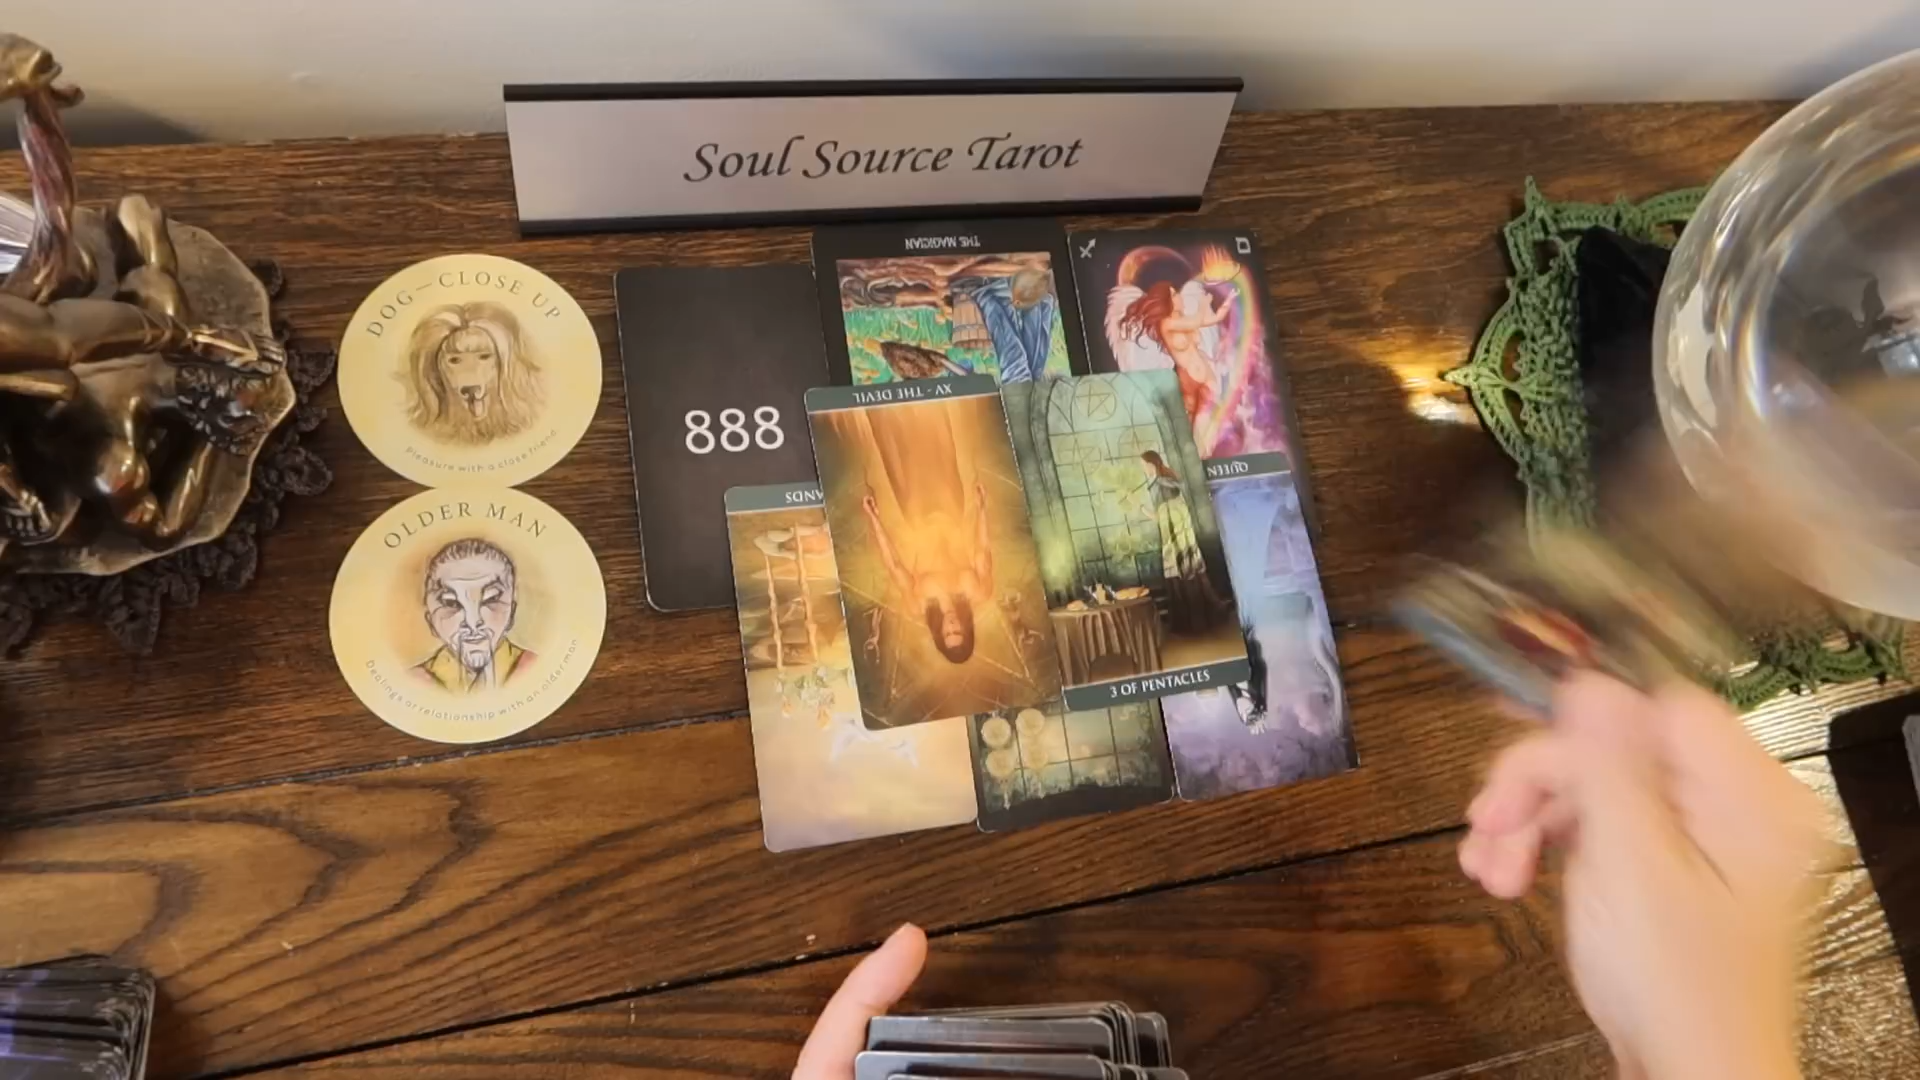 Soul Source Tarot
THE MAGICIAN
DOG—CLOSE UP
Pleasure with a close friend
888
XV - THE DEVIL
QUEEN
OLDER MAN
Dealings or relationship with an older man
3 OF PENTACLES